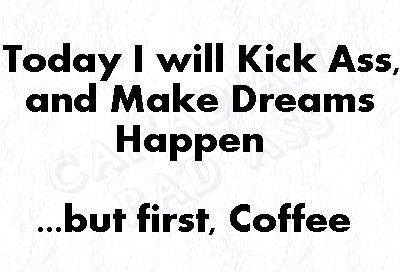 Today I will Kick Ass,
and Make Dreams
Happen
...but first, Coffee